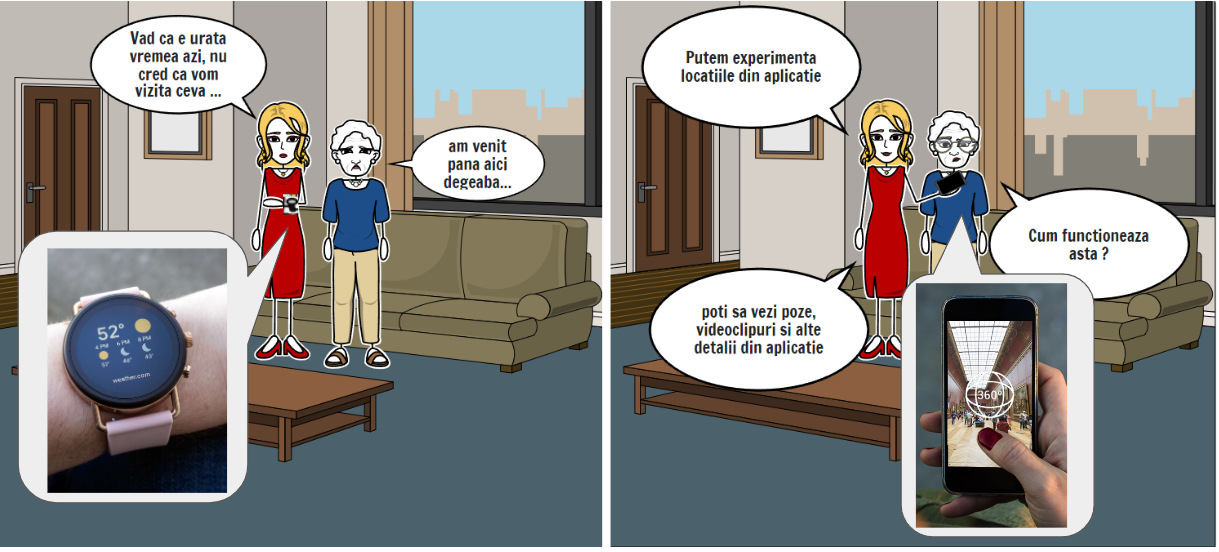 Vad ca e urata
vremea azi, nu
cred ca vom
vizita ceva ...
am venit
pana aici
degeaba...
52°
4 PM 6 PM 8 PM
51° 46° 43°
weather.com
Putem experimenta
locatiile din aplicatie
Cum functioneaza
asta ?
poti sa vezi poze,
videoclipuri si alte
detalii din aplicatie
360°